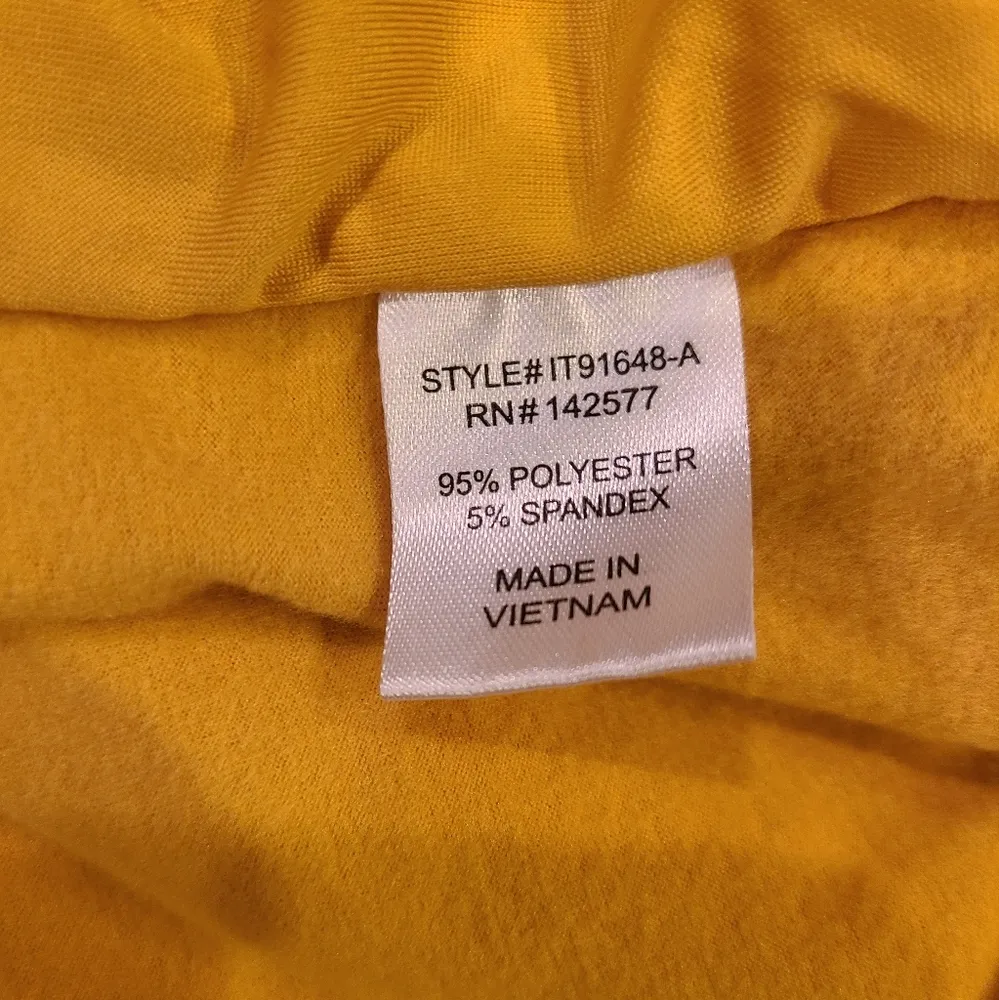 STYLE# IT91648-A
RN# 142577
95% POLYESTER
5% SPANDEX
MADE IN
VIETNAM